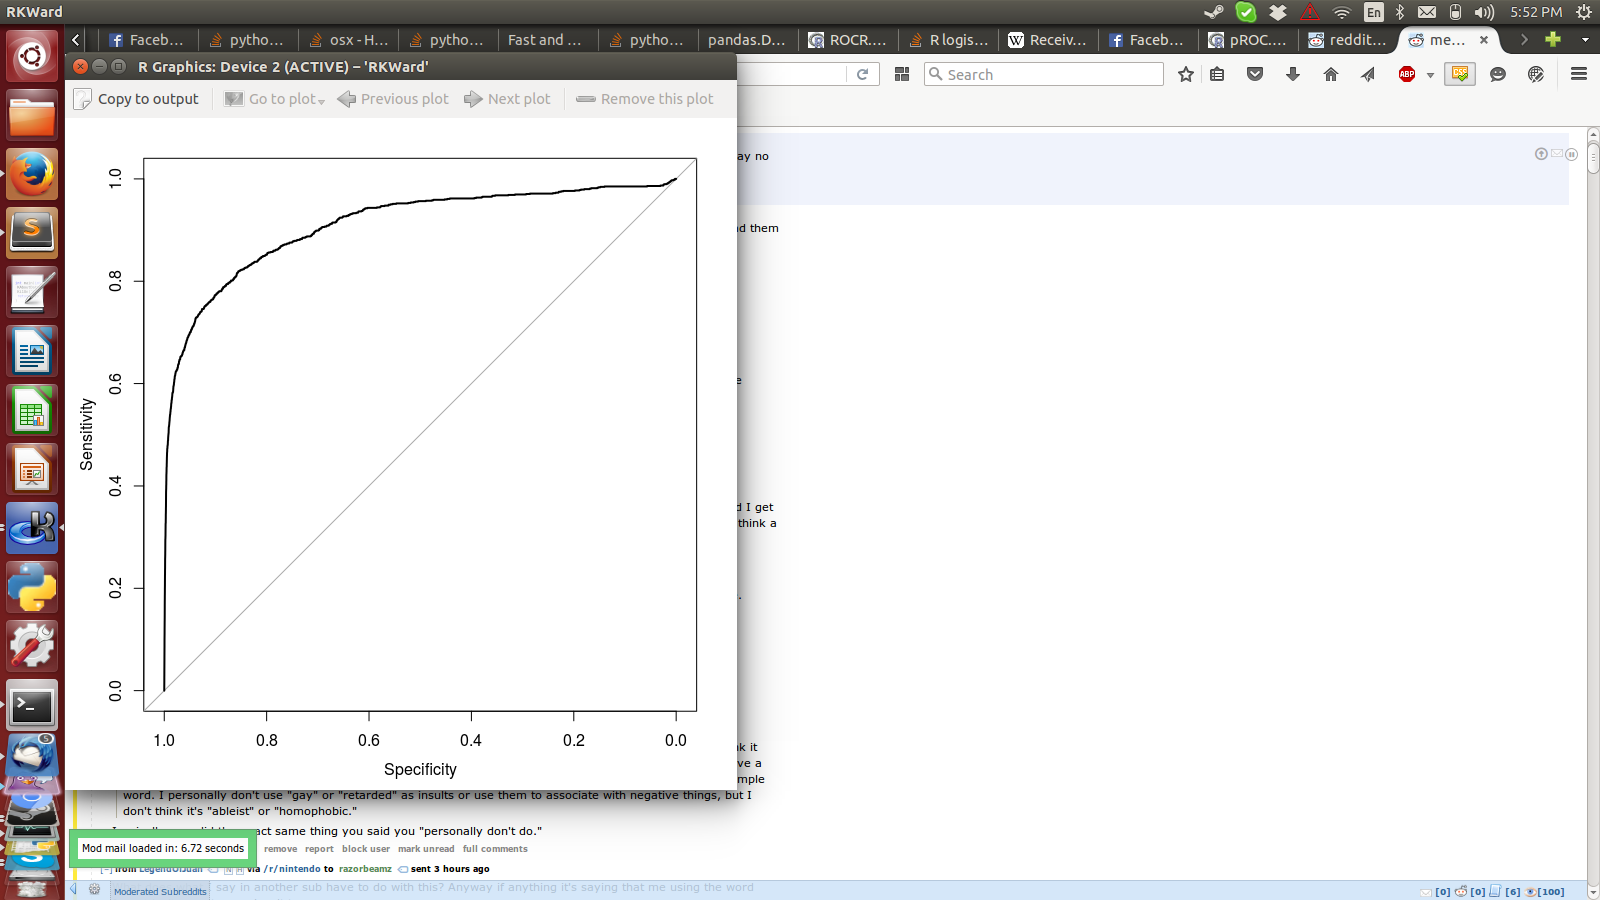 RKWard
En
5:52 PM
Faceb...
pytho...
osx - H...
pytho...
Fast and ...
pytho...
pandas.D...
ROCR....
R logis...
Receiv...
Faceb...
pROC....
reddit...
me...
R Graphics: Device 2 (ACTIVE) – 'RKWard'
Search
ABP
Copy to output
Go to plot
Previous plot
Next plot
Remove this plot
ay no
nd them
e
d I get
think a
.
Sensitivity
0.0
0.2
0.4
0.6
0.8
1.0
1.0
0.8
0.6
0.4
0.2
0.0
Specificity
nk it
ve a
mple
word. I personally don't use "gay" or "retarded" as insults or use them to associate with negative things, but I
don't think it's "ableist" or "homophobic."
act same thing you said you "personally don't do."
Mod mail loaded in: 6.72 seconds
remove report block user mark unread full comments
[-] from LegendOfJuan N H via /r/nintendo to razorbeamz sent 3 hours ago
Moderated Subreddits
say in another sub have to do with this? Anyway if anything it's saying that me using the word
[0] [0] [6] [100]